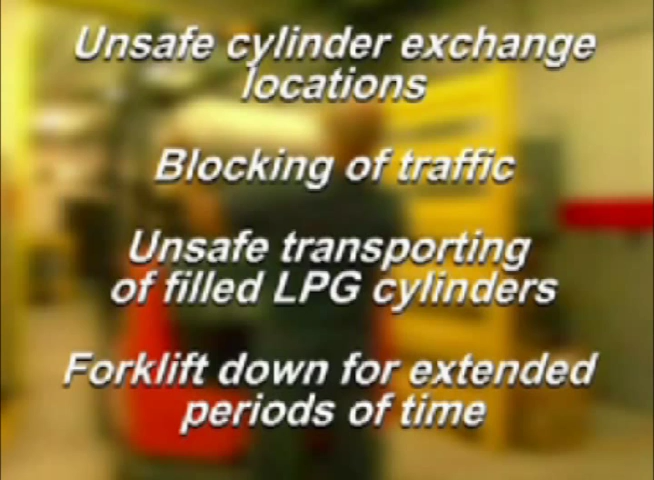 Unsafe cylinder exchange
locations
Blocking of traffic
Unsafe transporting
of filled LPG cylinders
Forklift down for extended
periods of time